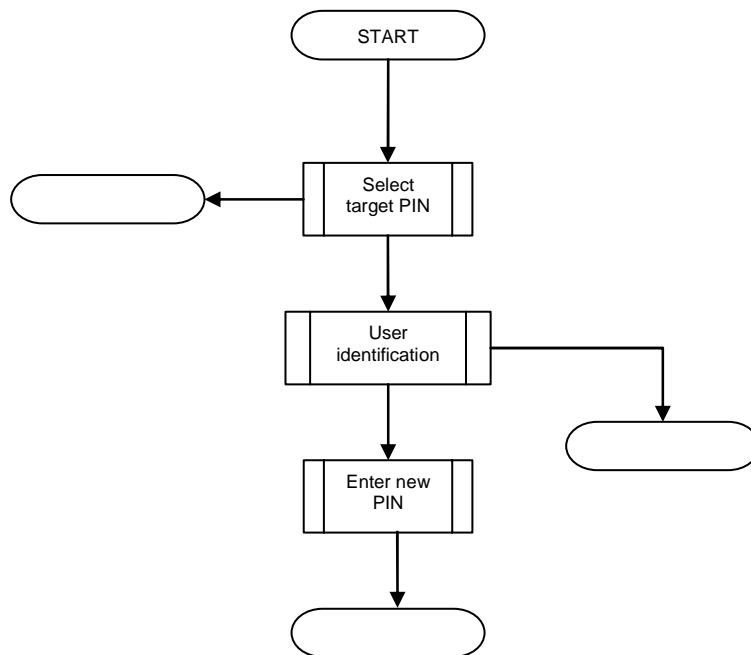 START
Select
target PIN
User
identification
Enter new
PIN